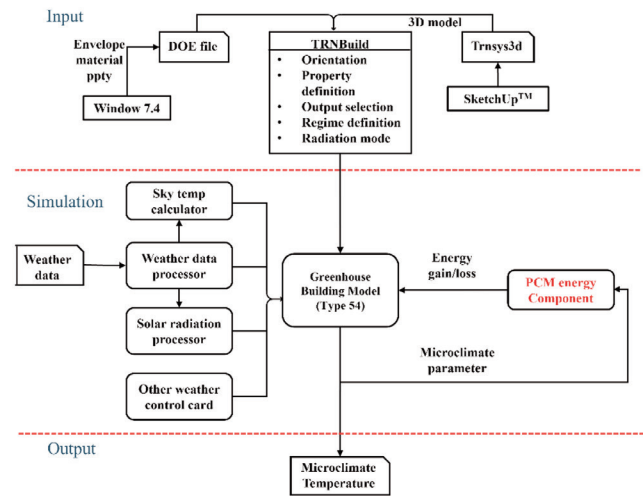 Input
3D model
Envelope
material
ppty
DOE file
Window 7.4
TRNBuild
• Orientation
• Property
definition
• Output selection
• Regime definition
• Radiation mode
Trnsys3d
SketchUp™
Simulation
Sky temp
calculator
Weather
data
Weather data
processor
Solar radiation
processor
Other weather
control card
Greenhouse
Building Model
(Type 54)
Energy
gain/loss
PCM energy
Component
Microclimate
parameter
Output
Microclimate
Temperature